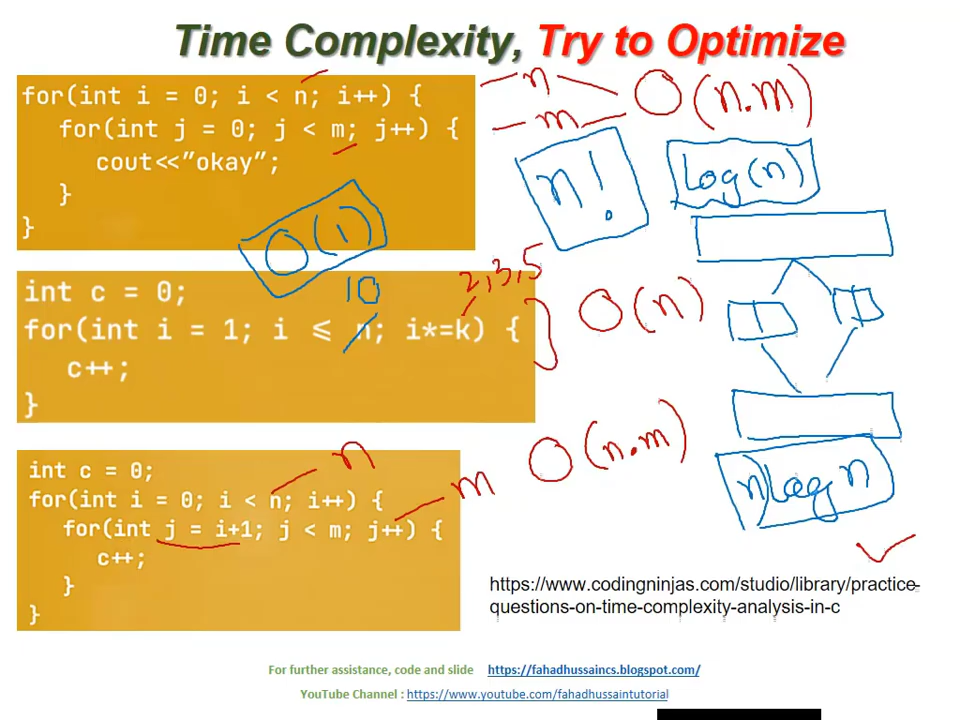 Time Complexity, Try to Optimize
for(int i = 0; i < n; i++) {
for(int j = 0; j < m; j++) {
cout<<"okay";
}
}
n
m
O(n.m)
n!
log(n)
O(1)
10
2,3,5
int c = 0;
for(int i = 1; i ⩽ n; i*=k) {
c++;
}
O(n)
int c = 0;
for(int i = 0; i < n; i++) {
for(int j = i+1; j < m; j++) {
c++;
}
}
n
m
O(n.m)
n)logn
https://www.codingninjas.com/studio/library/practice-
questions-on-time-complexity-analysis-in-c
For further assistance, code and slide https://fahadhussaincs.blogspot.com/
YouTube Channel : https://www.youtube.com/fahadhussaintutorial